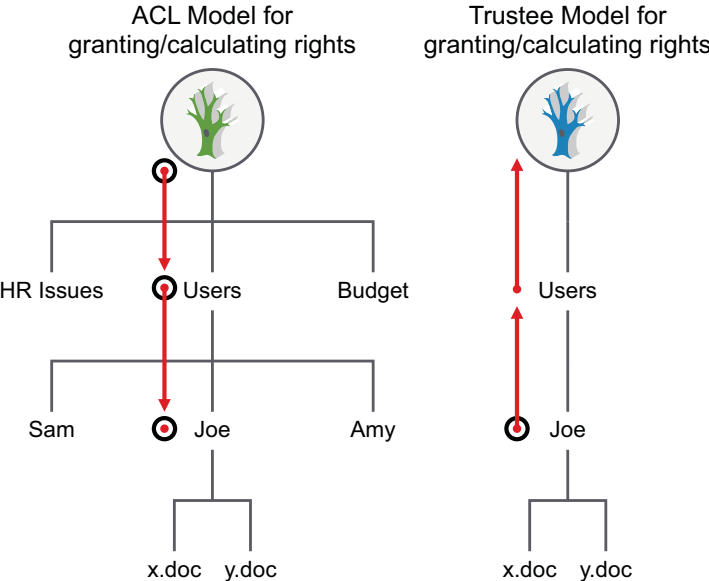 ACL Model for
granting/calculating rights
Trustee Model for
granting/calculating rights
HR Issues
Users
Budget
Users
Sam
Joe
Amy
Joe
x.doc
y.doc
x.doc
y.doc